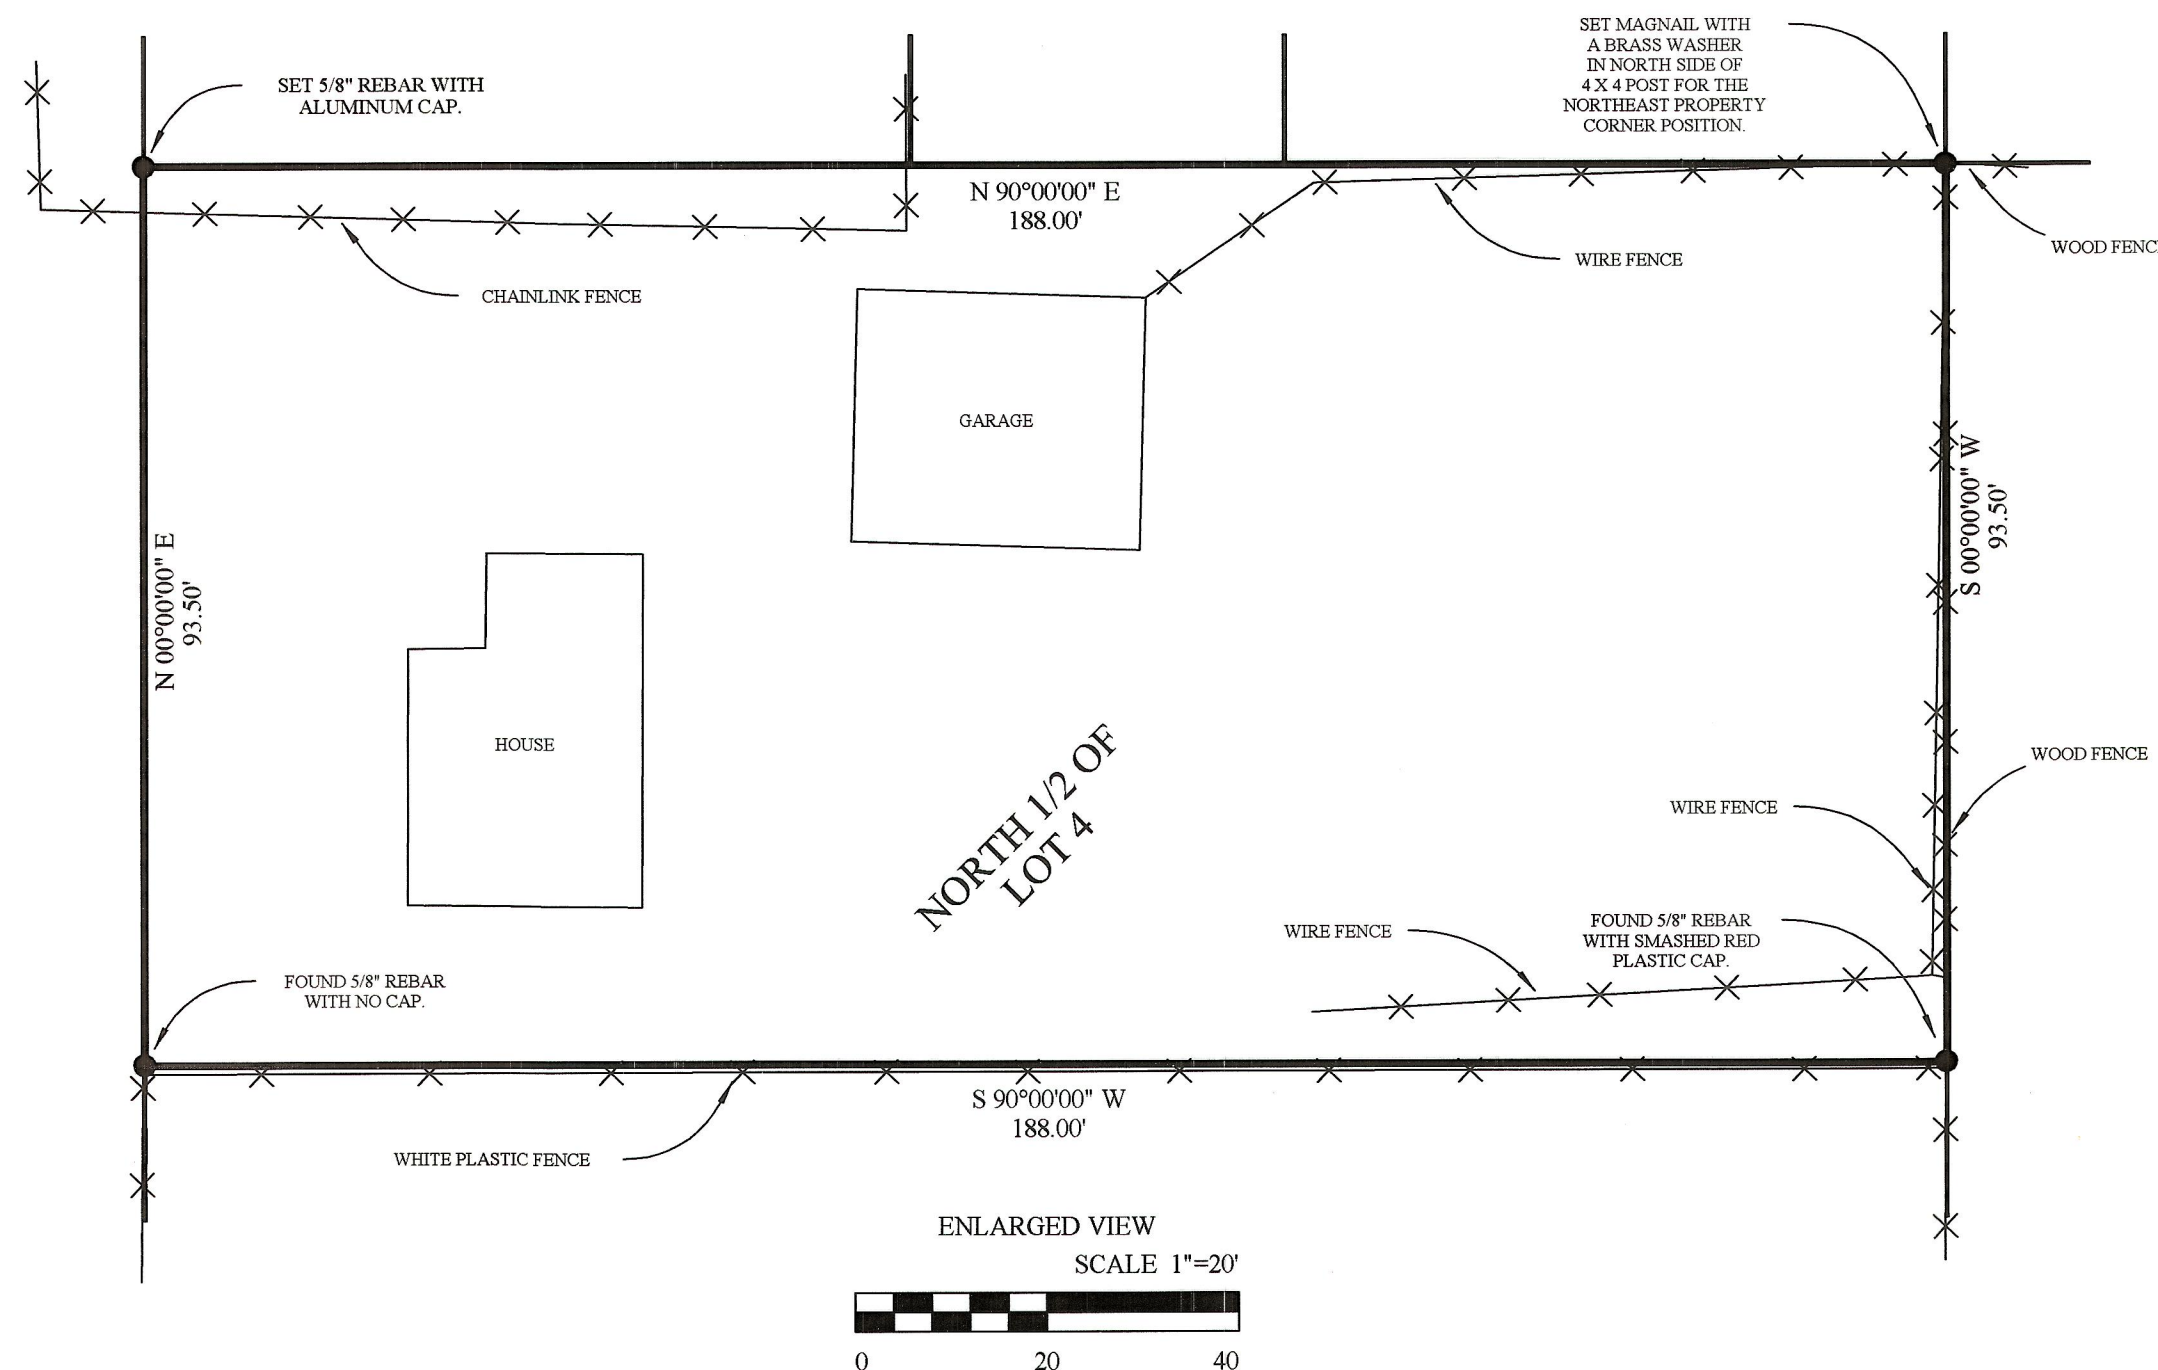 SET MAGNAIL WITH
A BRASS WASHER
IN NORTH SIDE OF
4 X 4 POST FOR THE
NORTHEAST PROPERTY
CORNER POSITION.
SET 5/8" REBAR WITH
ALUMINUM CAP.
N 90°00'00" E
188.00'
WIRE FENCE
WOOD FENC
CHAINLINK FENCE
GARAGE
N 00°00'00" E
93.50'
S 00°00'00" W
93.50'
HOUSE
NORTH 1/2 OF
LOT 4
WOOD FENCE
WIRE FENCE
WIRE FENCE
FOUND 5/8" REBAR
WITH SMASHED RED
PLASTIC CAP.
FOUND 5/8" REBAR
WITH NO CAP.
S 90°00'00" W
188.00'
WHITE PLASTIC FENCE
ENLARGED VIEW
SCALE 1"=20'
0 20 40